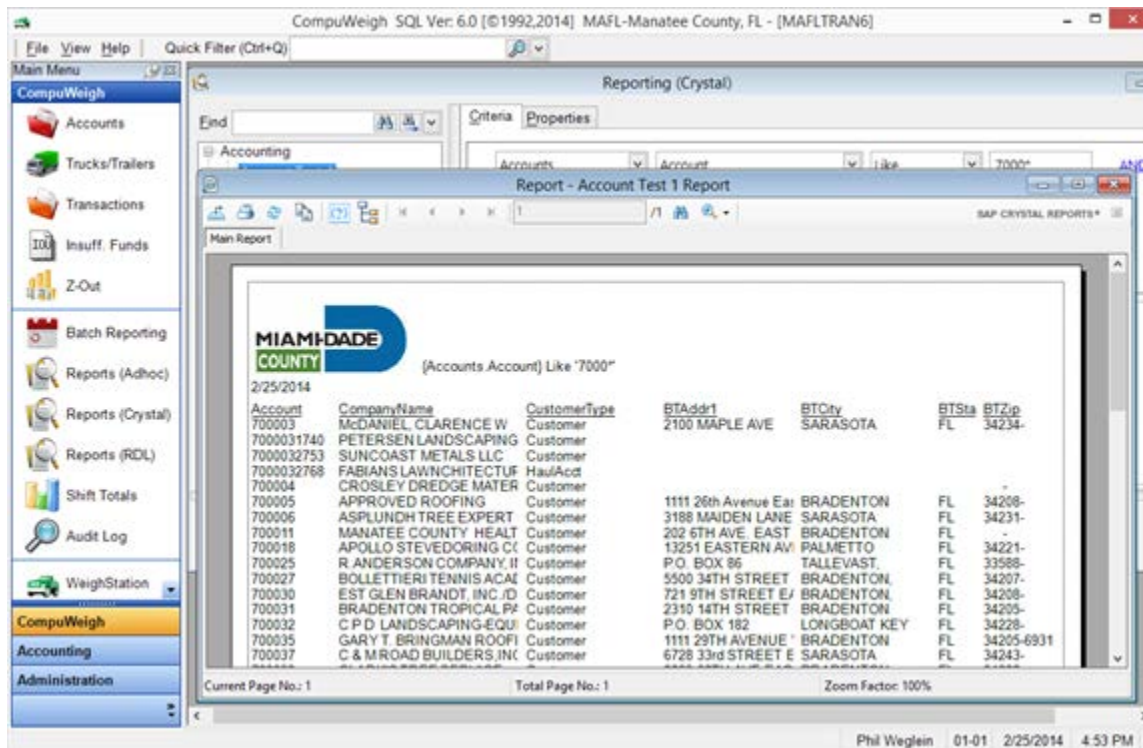 CompuWeigh SQL Ver: 6.0 [©1992,2014] MAFL-Manatee County, FL - [MAFLTRAN6]
File View Help Quick Filter (Ctrl+Q)
Main Menu
CompuWeigh
Accounts
Trucks/Trailers
Transactions
IOU Insuff. Funds
Z-Out
Batch Reporting
Reports (Adhoc)
Reports (Crystal)
Reports (RDL)
Shift Totals
Audit Log
WeighStation
CompuWeigh
Accounting
Administration
Reporting (Crystal)
Find
Criteria Properties
Accounting
Accounts Account Like 7000* AND
Report - Account Test 1 Report
1 /1 SAP CRYSTAL REPORTS
Main Report
MIAMI-DADE
COUNTY
{Accounts.Account} Like "7000*"
2/25/2014
Account CompanyName CustomerType BTAddr1 BTCity BTSta BTZip
700003 McDANIEL, CLARENCE W Customer 2100 MAPLE AVE SARASOTA FL 34234-
7000031740 PETERSEN LANDSCAPING Customer
7000032753 SUNCOAST METALS LLC Customer
7000032768 FABIANS LAWNCHITECTUF HaulAcct
700004 CROSLEY DREDGE MATER Customer -
700005 APPROVED ROOFING Customer 1111 26th Avenue Eas BRADENTON FL 34208-
700006 ASPLUNDH TREE EXPERT Customer 3188 MAIDEN LANE SARASOTA FL 34231-
700011 MANATEE COUNTY HEALT Customer 202 6TH AVE. EAST BRADENTON FL -
700018 APOLLO STEVEDORING CO Customer 13251 EASTERN AVE PALMETTO FL 34221-
700025 R.ANDERSON COMPANY, II Customer P.O. BOX 86 TALLEVAST, FL 33588-
700027 BOLLETTIERI TENNIS ACAD Customer 5500 34TH STREET BRADENTON, FL 34207-
700030 EST GLEN BRANDT, INC./D Customer 721 9TH STREET EA BRADENTON, FL 34208-
700031 BRADENTON TROPICAL PA Customer 2310 14TH STREET BRADENTON FL 34205-
700032 C P D LANDSCAPING-EQUI Customer P.O. BOX 182 LONGBOAT KEY FL 34228-
700035 GARY T. BRINGMAN ROOFI Customer 1111 29TH AVENUE BRADENTON FL 34205-6931
700037 C & M ROAD BUILDERS,INC Customer 6728 33rd STREET E SARASOTA FL 34243-
Current Page No.: 1 Total Page No.: 1 Zoom Factor: 100%
Phil Weglein 01-01 2/25/2014 4:53 PM